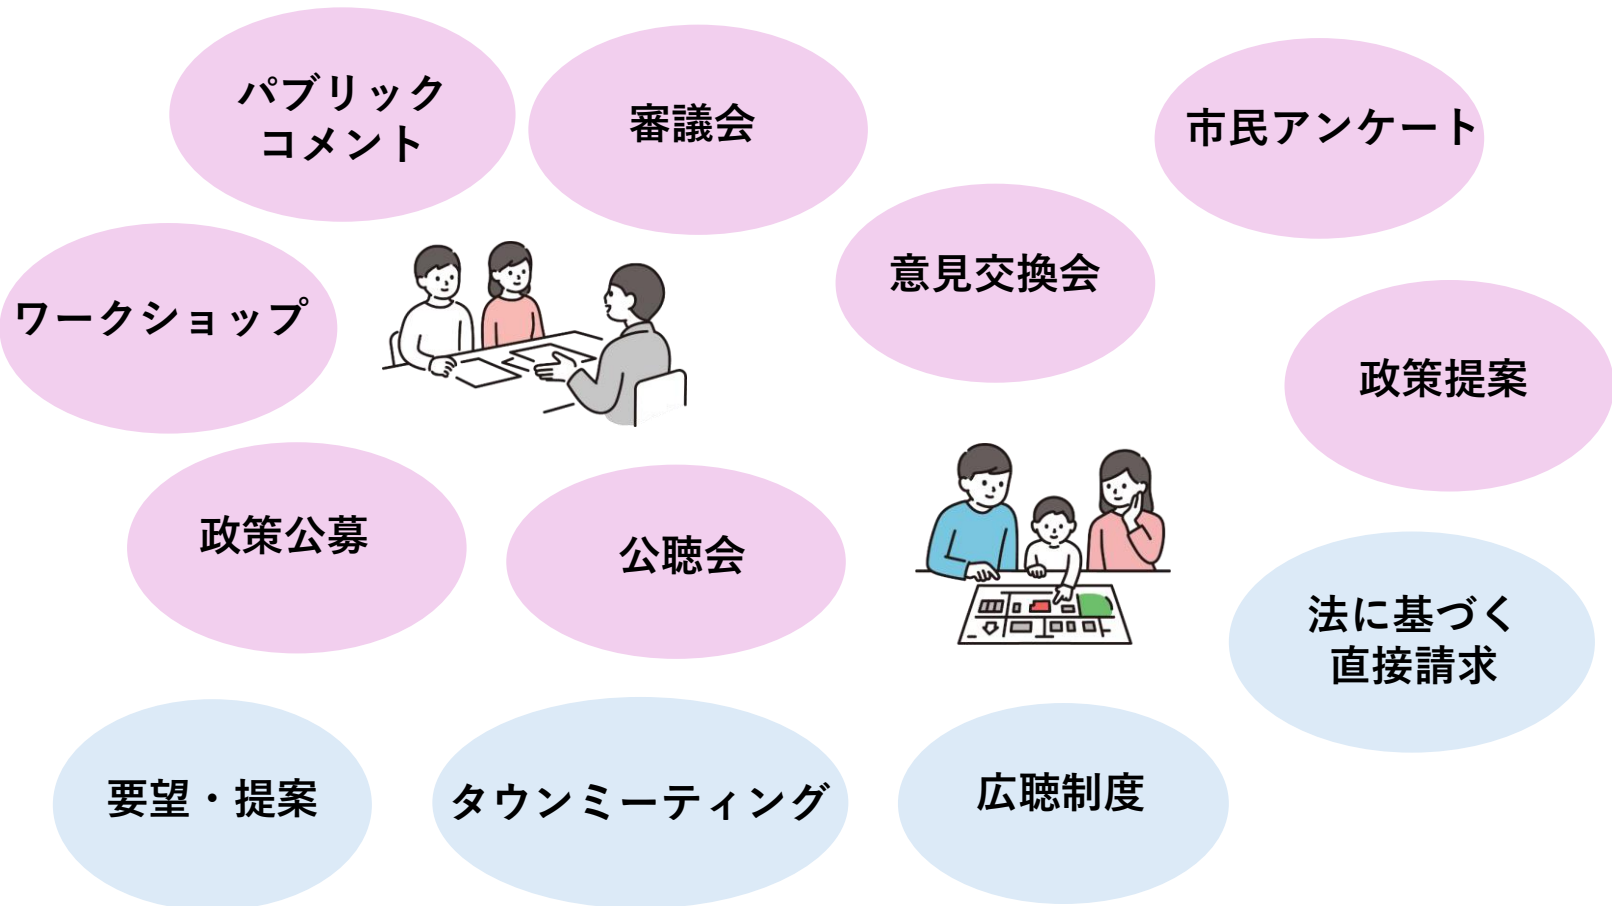 パブリック
コメント
審議会
市民アンケート
意見交換会
ワークショップ
政策提案
政策公募
公聴会
法に基づく
直接請求
要望・提案
タウンミーティング
広聴制度